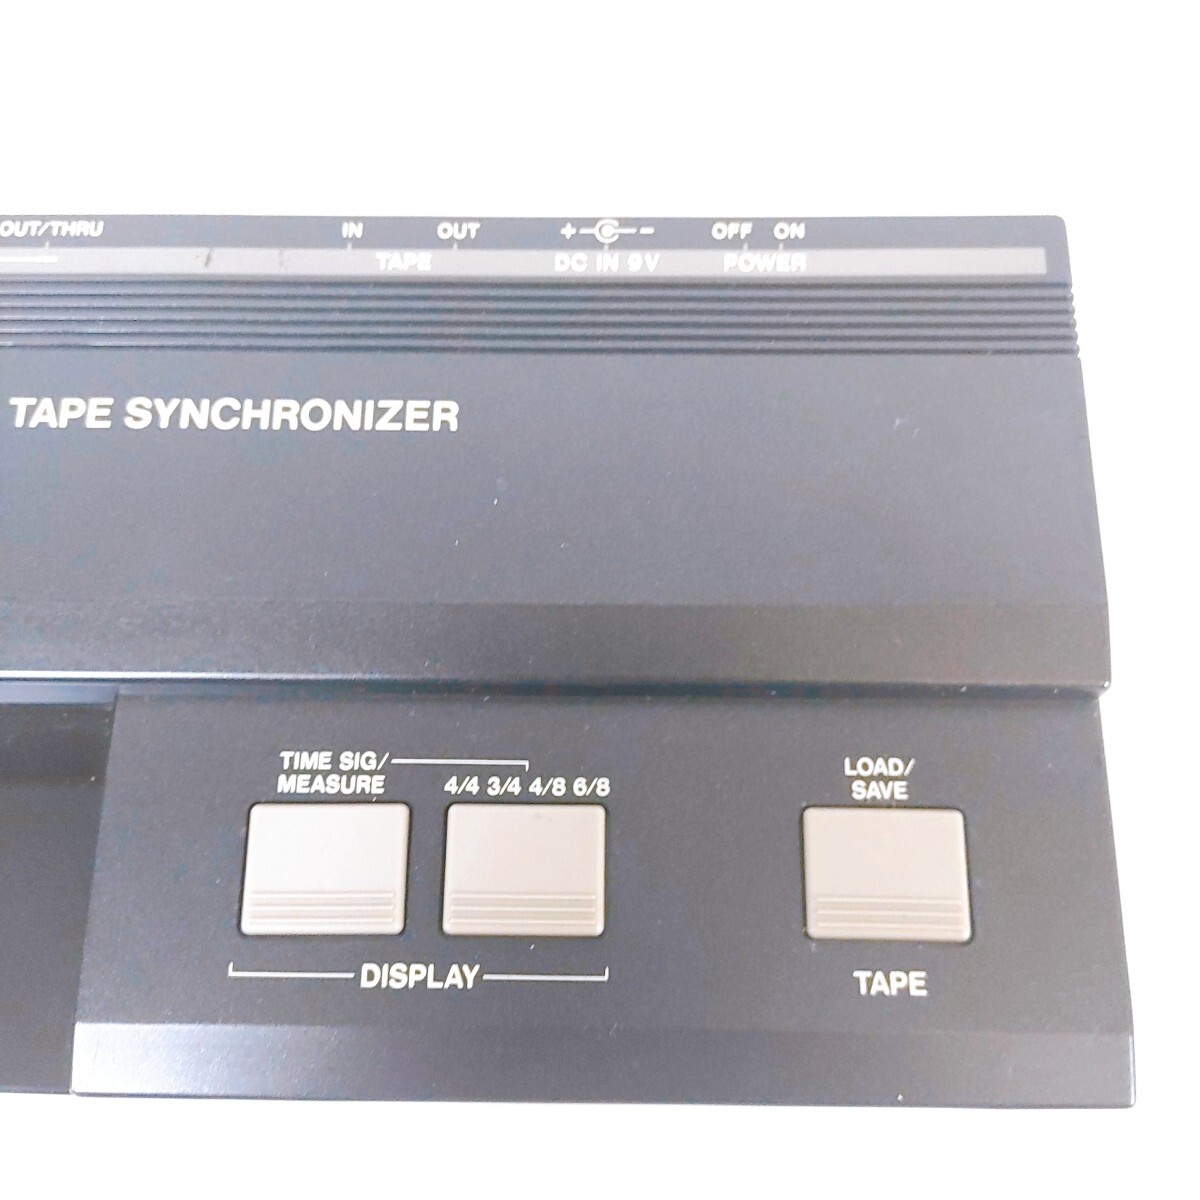 OUT/THRU IN OUT + - OFF ON
TAPE DC IN 9V POWER
TAPE SYNCHRONIZER
TIME SIG/
MEASURE 4/4 3/4 4/8 6/8
LOAD/
SAVE
DISPLAY
TAPE